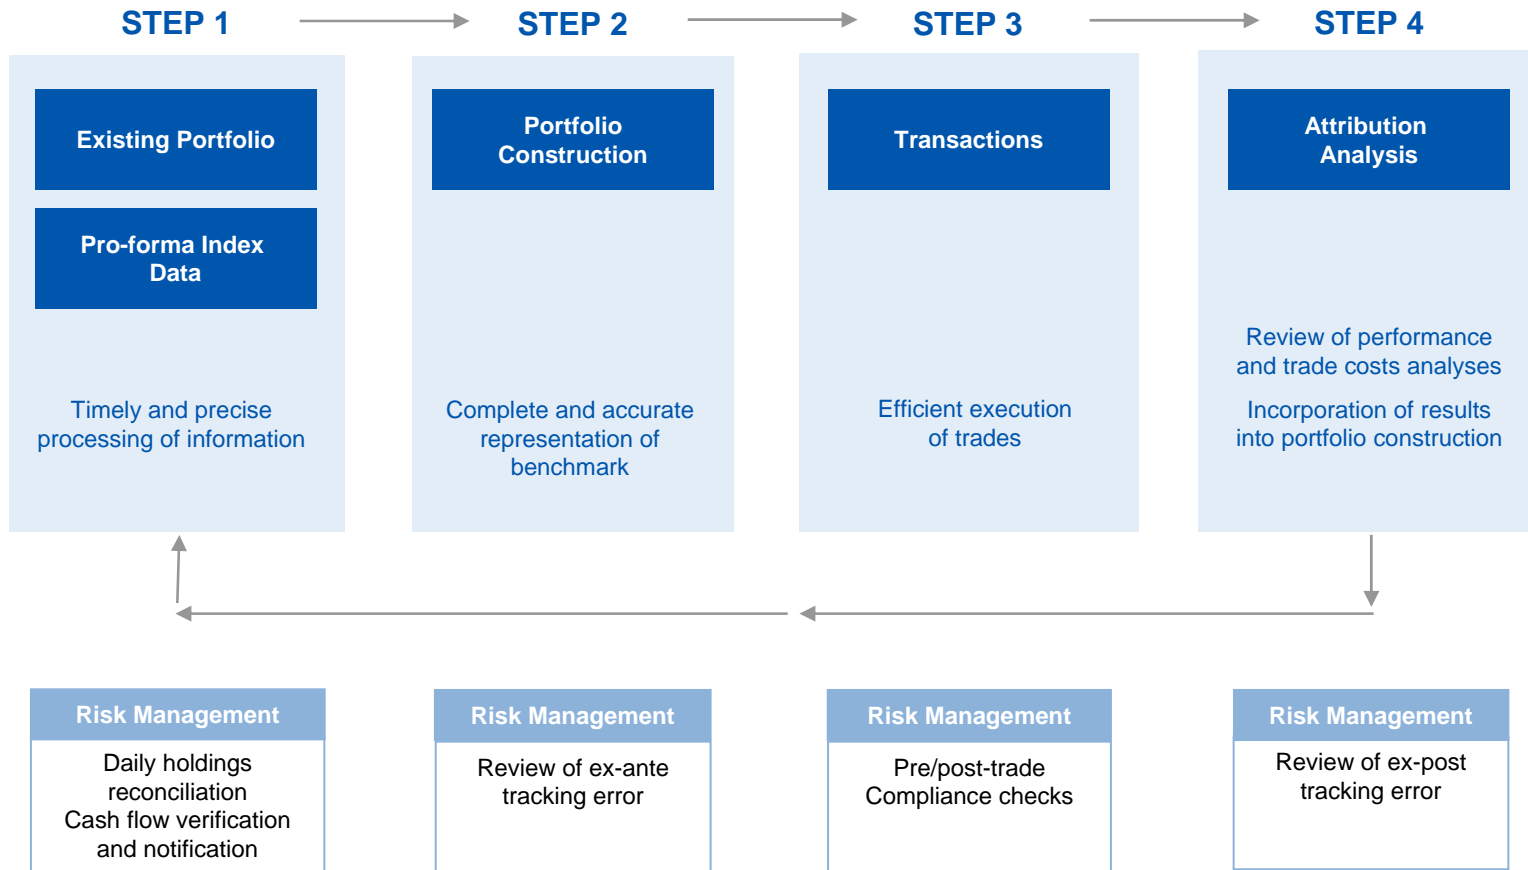 STEP 1
STEP 2
STEP 3
STEP 4
Existing Portfolio
Pro-forma Index
Data
Timely and precise
processing of information
Portfolio
Construction
Complete and accurate
representation of
benchmark
Transactions
Efficient execution
of trades
Attribution
Analysis
Review of performance
and trade costs analyses
Incorporation of results
into portfolio construction
Risk Management
Daily holdings
reconciliation
Cash flow verification
and notification
Risk Management
Review of ex-ante
tracking error
Risk Management
Pre/post-trade
Compliance checks
Risk Management
Review of ex-post
tracking error